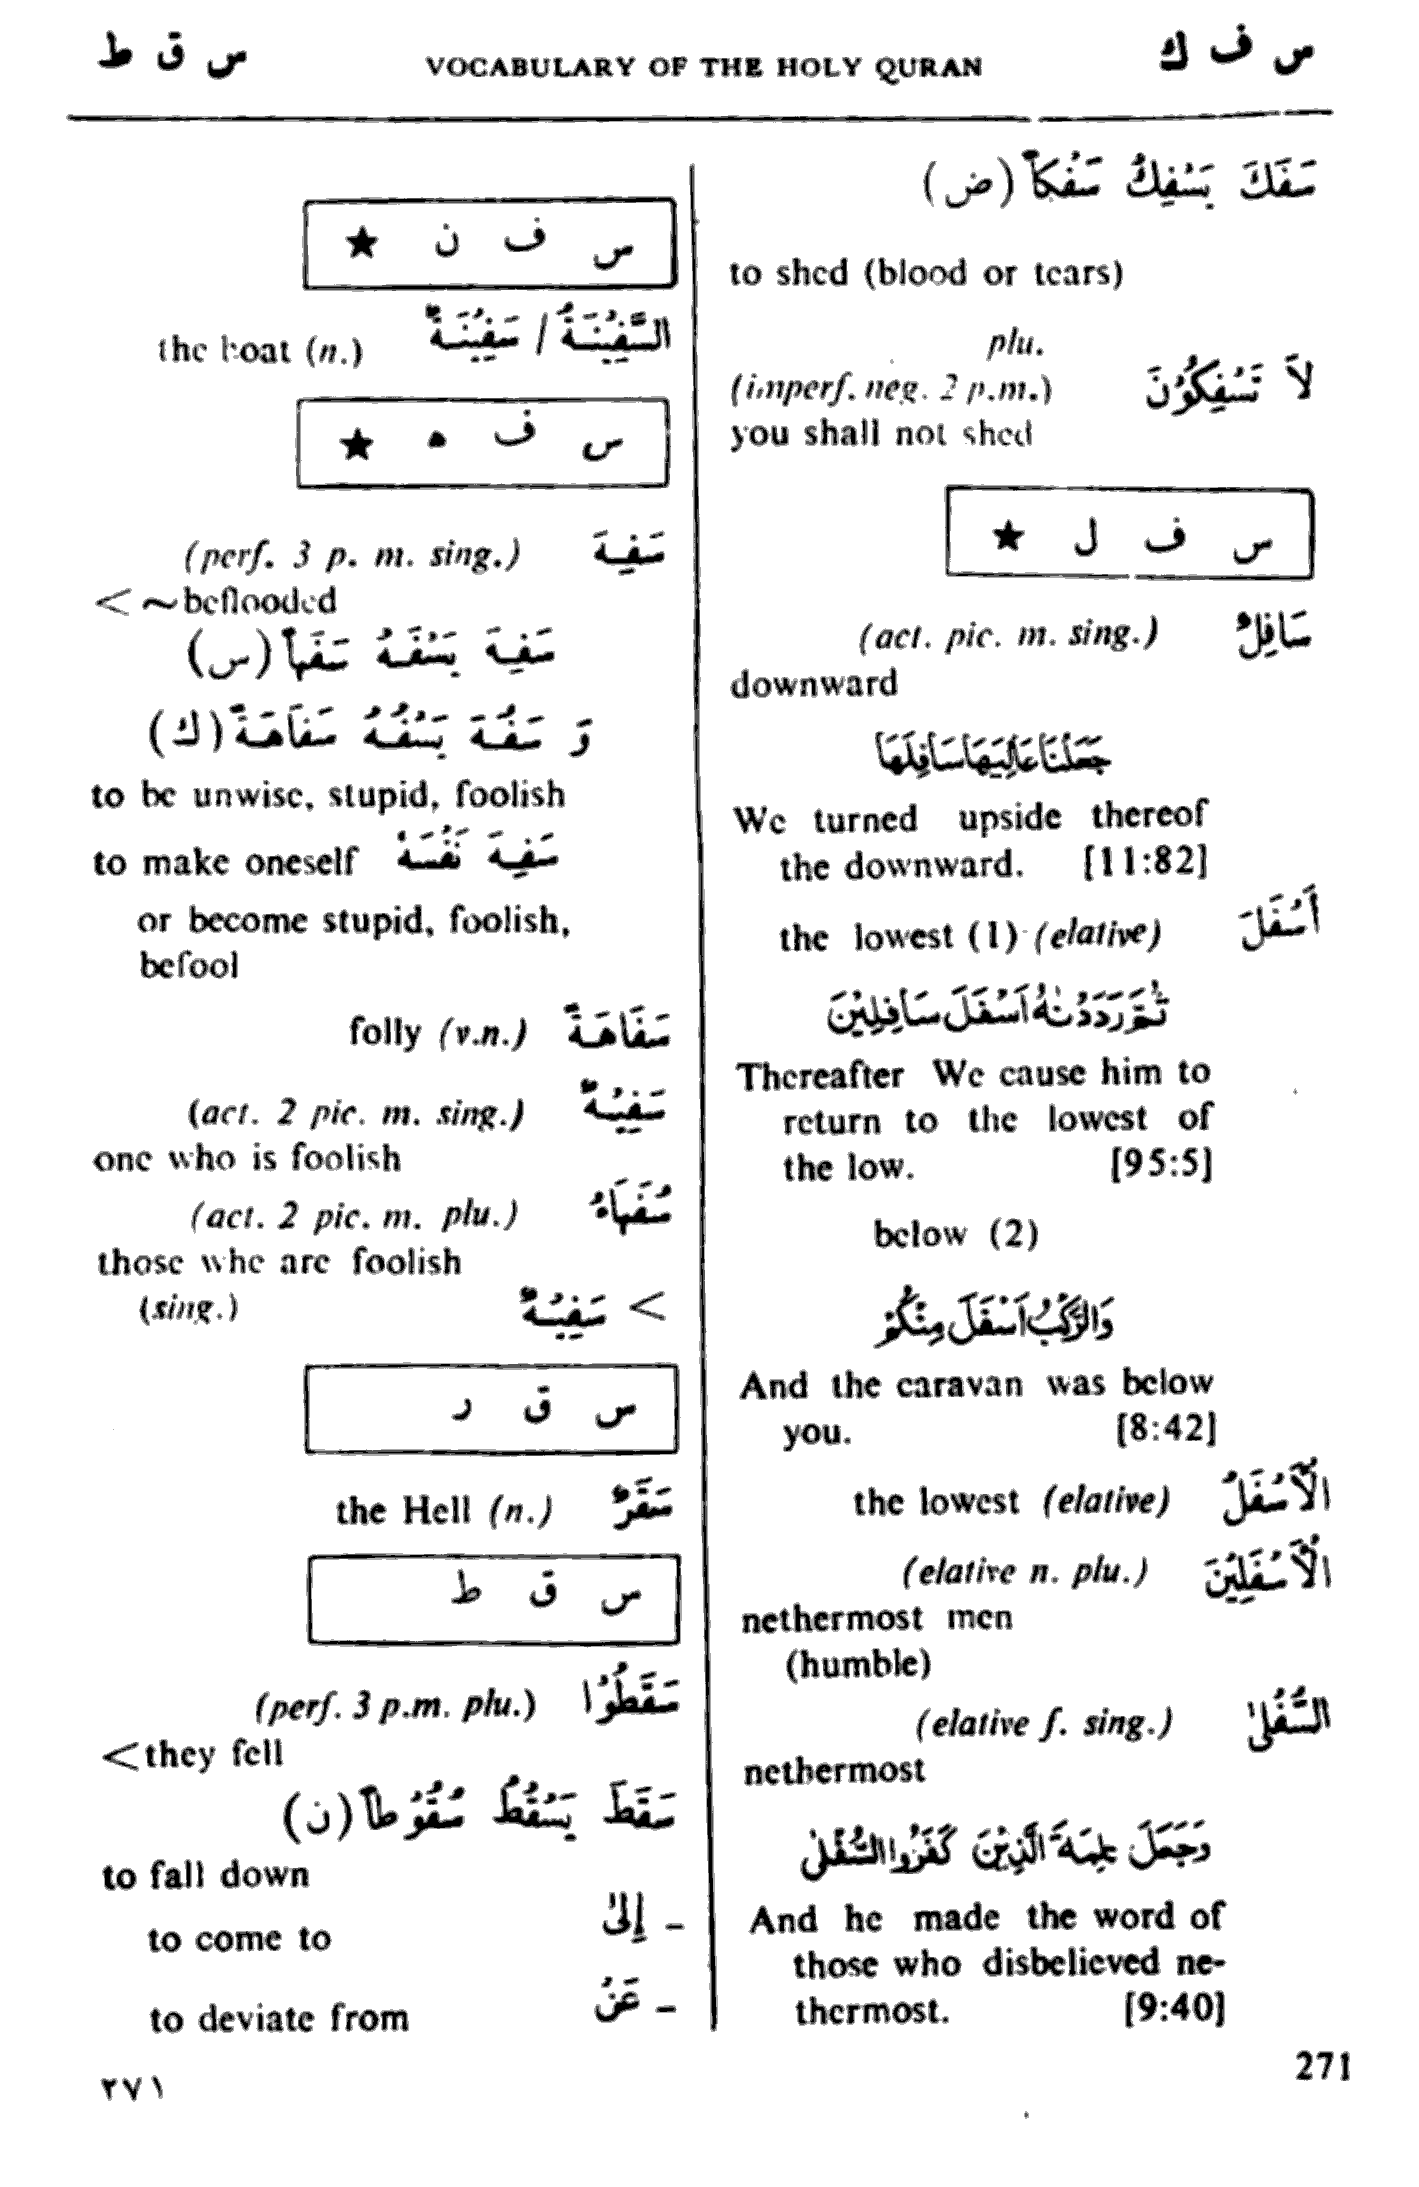 س ق ط VOCABULARY OF THE HOLY QURAN س ف ك
سَفَكَ يَسْفِكُ سَفْكاً (ض)
to shed (blood or tears)
plu.
(imperf. neg. 2 p.m.) لاَ تَسْفِكُوْنَ
you shall not shed
س ف ل ★
(act. pic. m. sing.) سَافِلٌ
downward
جَعَلْنَا عَالِيَهَا سَافِلَهَا
We turned upside thereof
the downward. [11:82]
the lowest (1) (elative) أَسْفَلَ
ثُمَّ رَدَدْنٰهُ اَسْفَلَ سَافِلِيْنَ
Thereafter We cause him to
return to the lowest of
the low. [95:5]
below (2)
وَالرَّكْبُ اَسْفَلَ مِنْكُمْ
And the caravan was below
you. [8:42]
the lowest (elative) الْاَسْفَلُ
(elative n. plu.) الْاَسْفَلِيْنَ
nethermost men
(humble)
(elative f. sing.) السُّفْلىٰ
nethermost
وَجَعَلَ كَلِمَةَ الَّذِيْنَ كَفَرُوا السُّفْلىٰ
And he made the word of
those who disbelieved ne-
thermost. [9:40]
س ف ن ★
the boat (n.) السَّفِيْنَةُ / سَفِيْنَةٌ
س ف ه ★
(perf. 3 p. m. sing.) سَفِهَ
< ~ beflooded
سَفِهَ يَسْفَهُ سَفَهاً (س)
وَ سَفُهَ يَسْفُهُ سَفَاهَةً (ك)
to be unwise, stupid, foolish
to make oneself سَفِهَ نَفْسَهُ
or become stupid, foolish,
befool
folly (v.n.) سَفَاهَةً
(act. 2 pic. m. sing.) سَفِيْهٌ
one who is foolish
(act. 2 pic. m. plu.) سُفَهَاءُ
those who are foolish
(sing.) سَفِيْهٌ >
س ق ر
the Hell (n.) سَقَرٌ
س ق ط
(perf. 3 p.m. plu.) سَقَطُوْا
< they fell
سَقَطَ يَسْقُطُ سُقُوْطاً (ن)
to fall down
to come to إِلىٰ -
to deviate from عَنْ -
٢٧١ 271